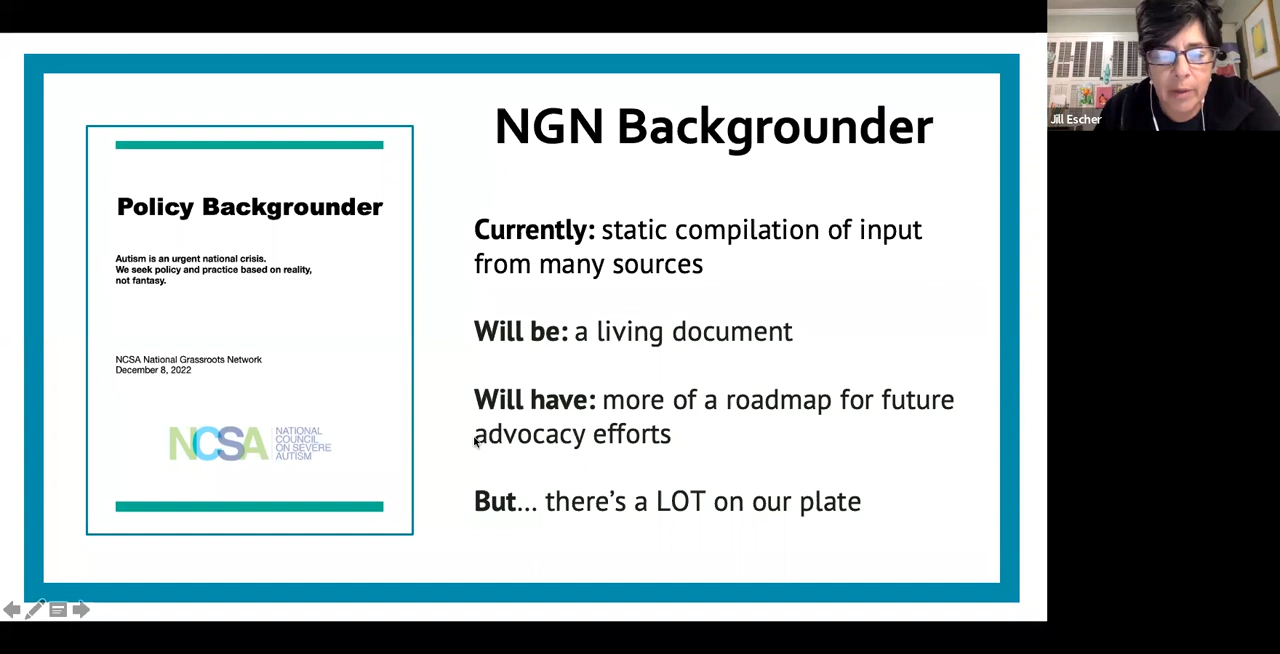 NGN Backgrounder
Policy Backgrounder
Autism is an urgent national crisis.
We seek policy and practice based on reality,
not fantasy.
NCSA National Grassroots Network
December 8, 2022
NCSA
NATIONAL
COUNCIL
ON SEVERE
AUTISM
Currently: static compilation of input
from many sources
Will be: a living document
Will have: more of a roadmap for future
advocacy efforts
But... there’s a LOT on our plate
Jill Escher